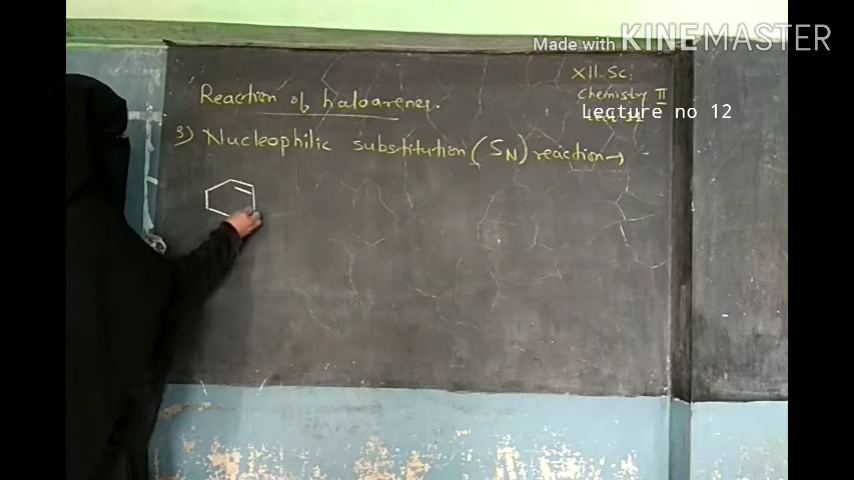 Made with KINEMASTER
XII Sc
Chemistry II
Lecture no 12
Reaction of haloarenes.
3) Nucleophilic substitution (SN) reaction→